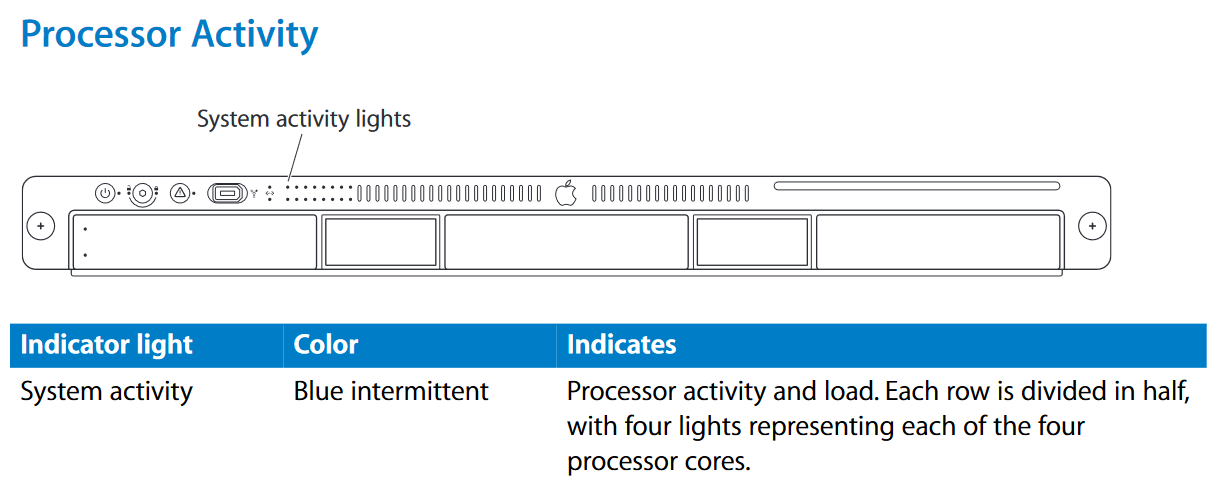 Processor Activity
System activity lights
Indicator light Color Indicates
System activity Blue intermittent Processor activity and load. Each row is divided in half,
with four lights representing each of the four
processor cores.